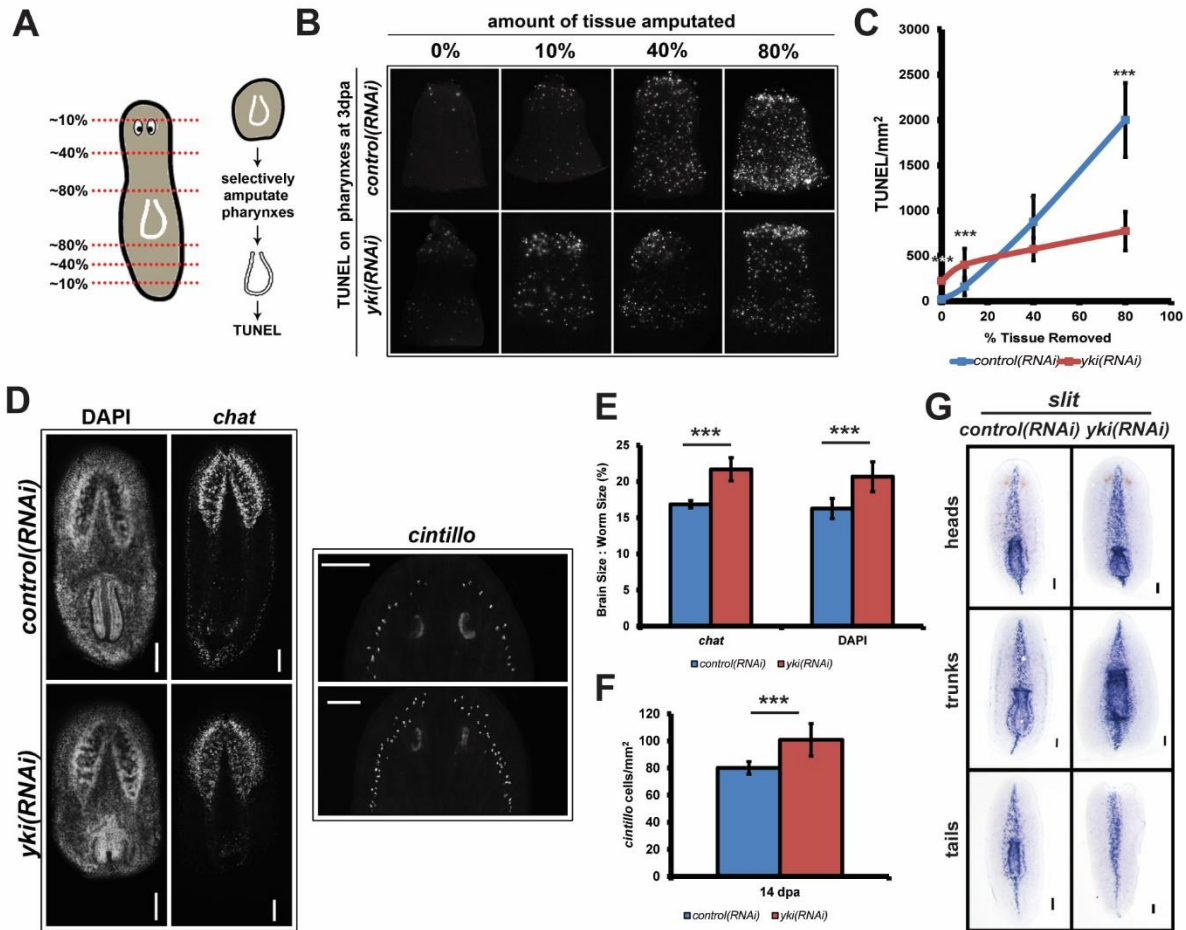 A
~10%
~40%
~80%
~80%
~40%
~10%
selectively
amputate
pharynxes
TUNEL
B
amount of tissue amputated
0% 10% 40% 80%
TUNEL on pharynxes at 3dpa
control(RNAi)
yki(RNAi)
C
3000
2500
2000
1500
1000
500
0
TUNEL/mm²
***
***
***
0 20 40 60 80 100
% Tissue Removed
control(RNAi) yki(RNAi)
D
DAPI chat
control(RNAi)
yki(RNAi)
cintillo
E
25
20
15
10
5
0
Brain Size : Worm Size (%)
*** ***
chat DAPI
control(RNAi) yki(RNAi)
F
120
100
80
60
40
20
0
cintillo cells/mm²
***
14 dpa
control(RNAi) yki(RNAi)
G
slit
control(RNAi) yki(RNAi)
heads
trunks
tails